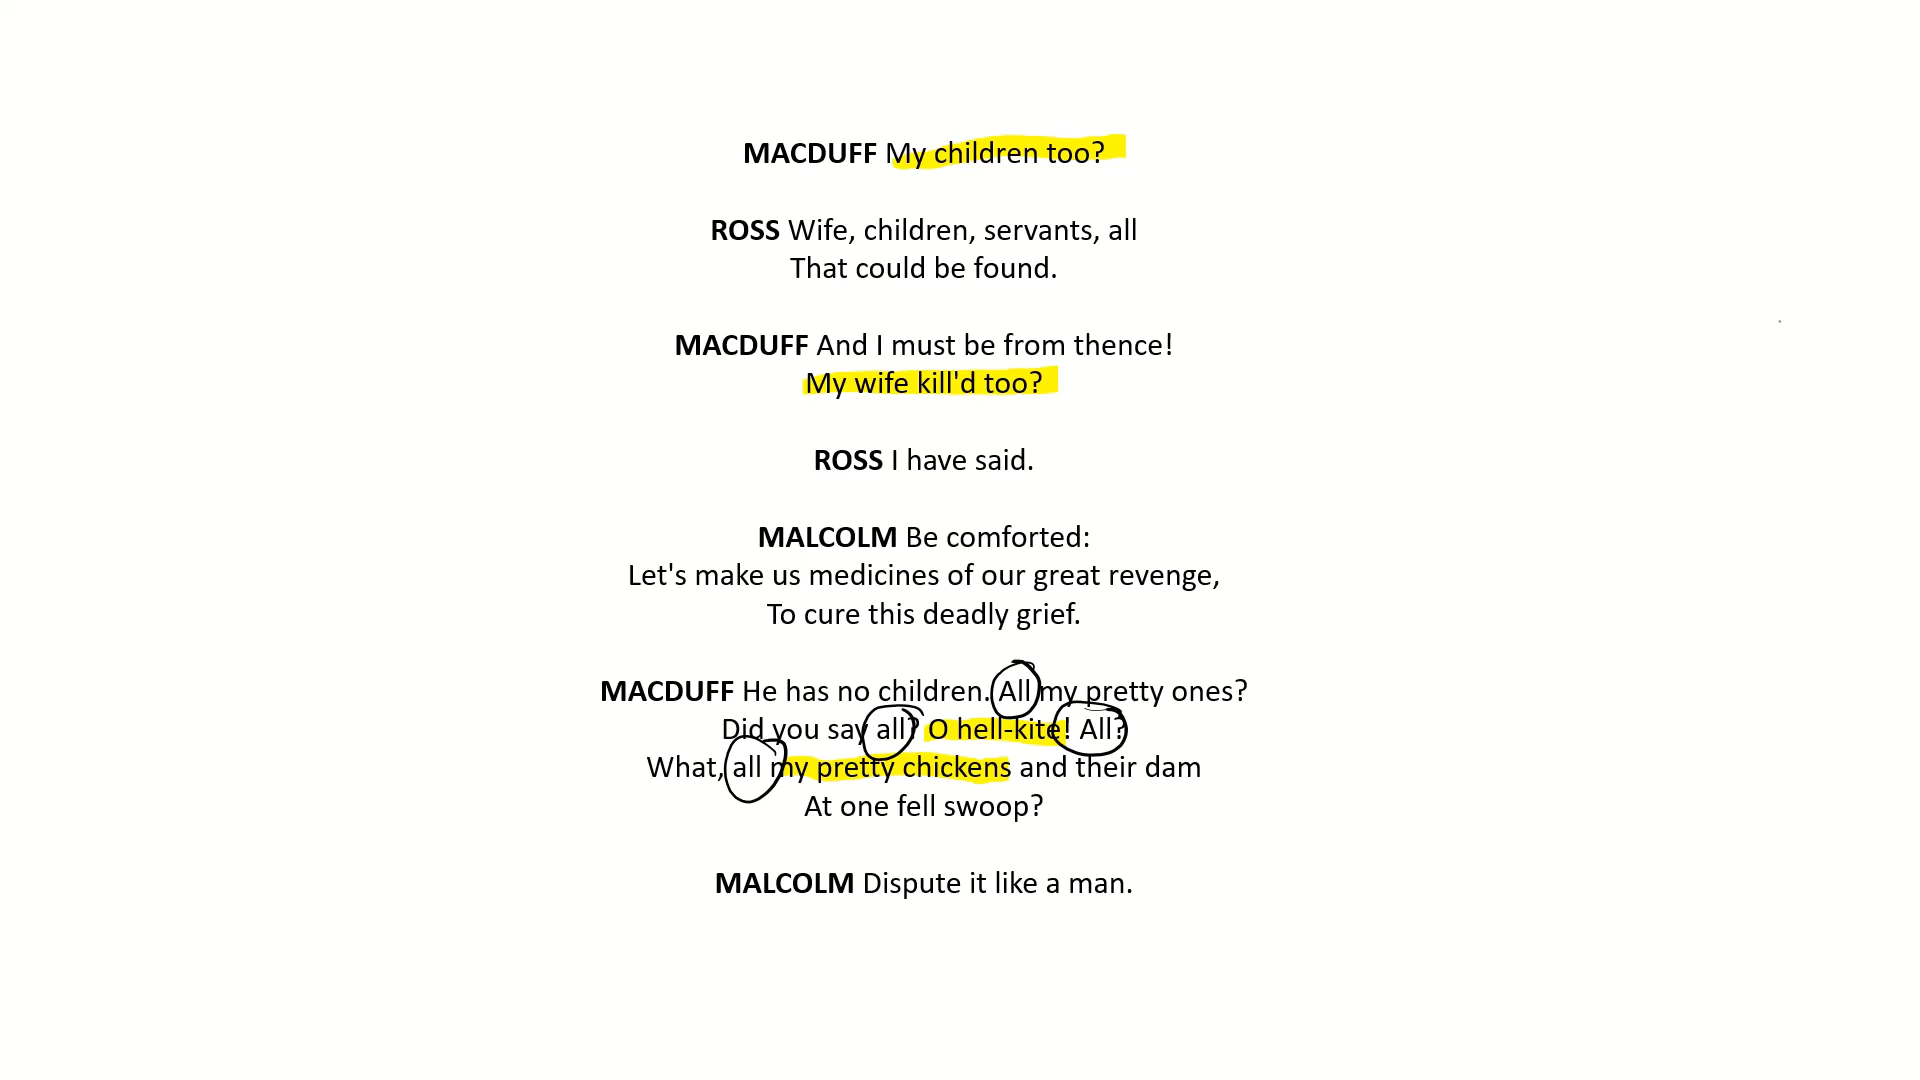 MACDUFF My children too?
ROSS Wife, children, servants, all
That could be found.
MACDUFF And I must be from thence!
My wife kill'd too?
ROSS I have said.
MALCOLM Be comforted:
Let's make us medicines of our great revenge,
To cure this deadly grief.
MACDUFF He has no children. All my pretty ones?
Did you say all? O hell-kite! All?
What, all my pretty chickens and their dam
At one fell swoop?
MALCOLM Dispute it like a man.